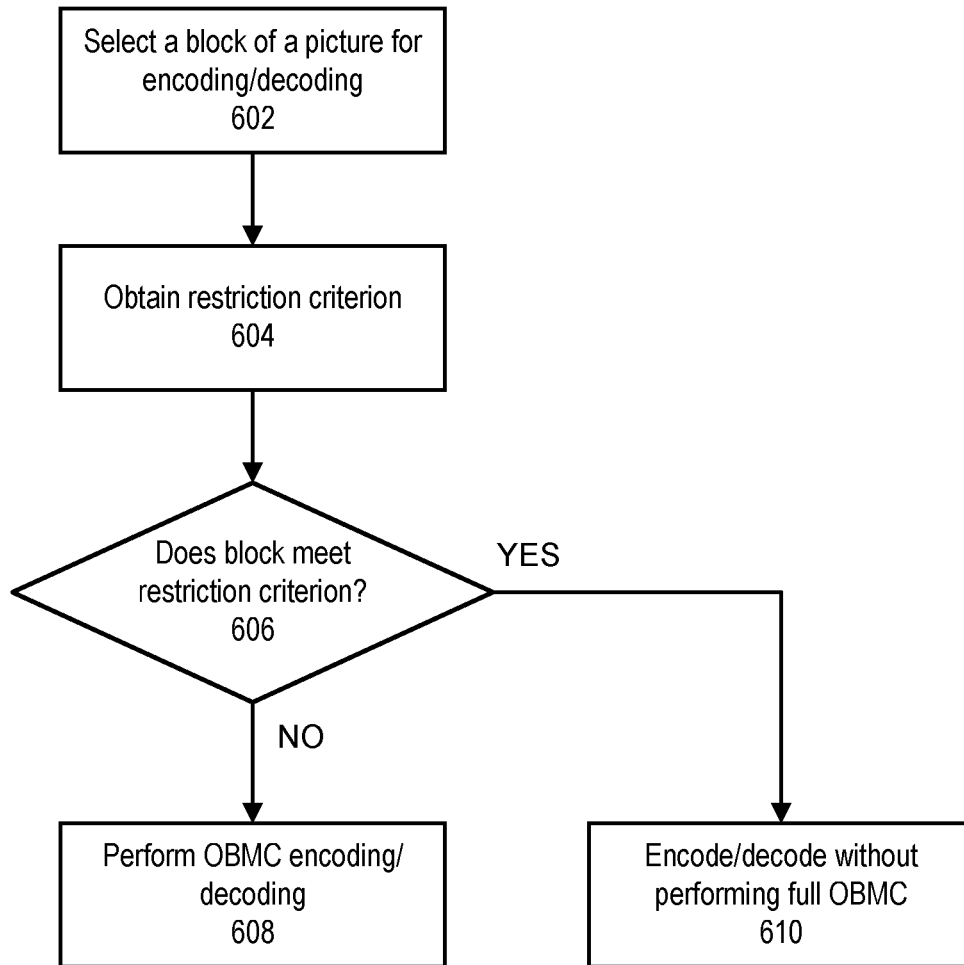 Select a block of a picture for
encoding/decoding
602
Obtain restriction criterion
604
Does block meet
restriction criterion?
606
YES
NO
Perform OBMC encoding/
decoding
608
Encode/decode without
performing full OBMC
610